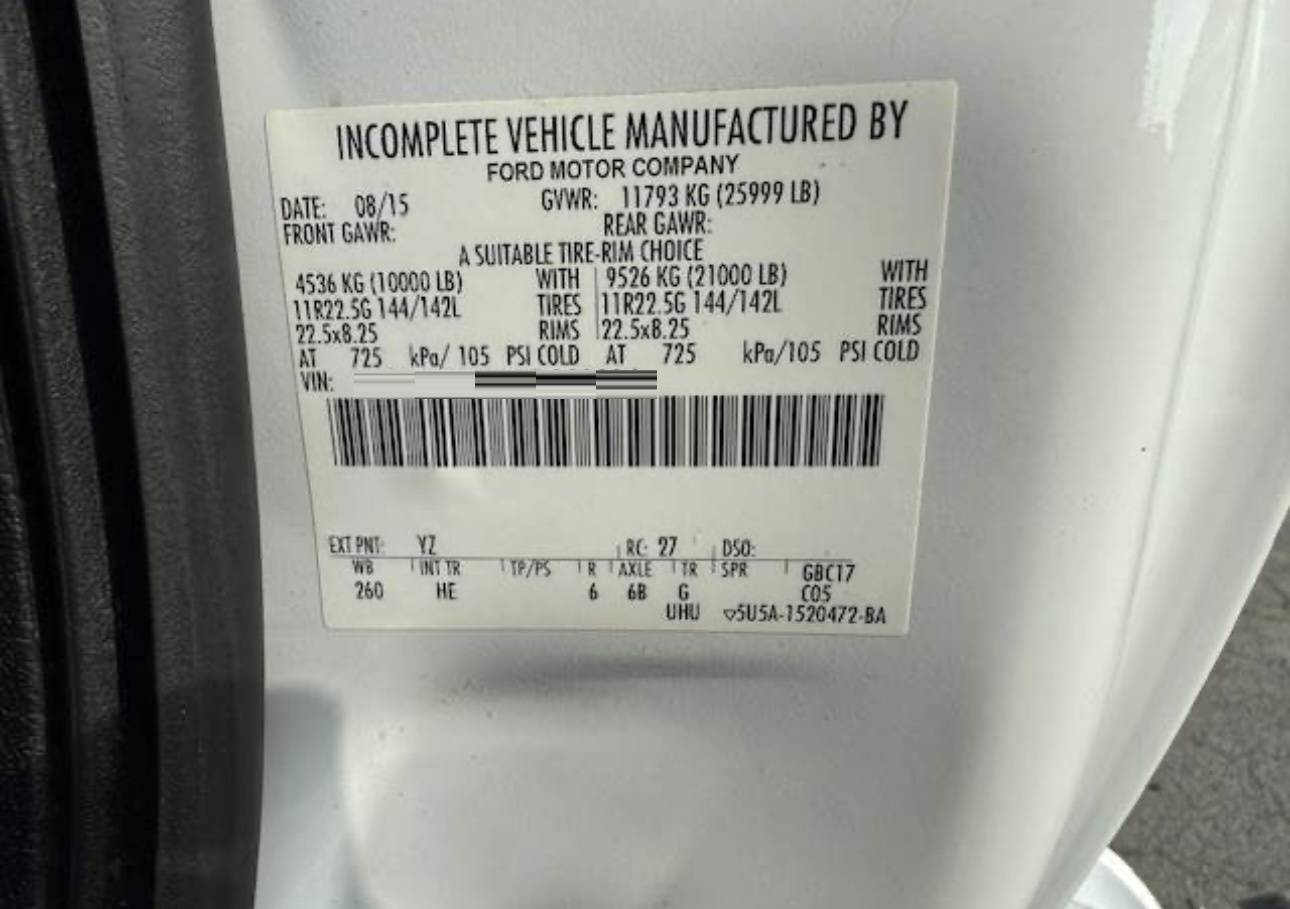 INCOMPLETE VEHICLE MANUFACTURED BY
FORD MOTOR COMPANY
DATE: 08/15 GVWR: 11793 KG (25999 LB)
FRONT GAWR: REAR GAWR:
A SUITABLE TIRE-RIM CHOICE
4536 KG (10000 LB) WITH 9526 KG (21000 LB) WITH
11R22.5G 144/142L TIRES 11R22.5G 144/142L TIRES
22.5x8.25 RIMS 22.5x8.25 RIMS
AT 725 kPa/ 105 PSI COLD AT 725 kPa/105 PSI COLD
VIN:
EXT PNT: YZ RC: 27 DSO:
WB INT TR TP/PS R AXLE TR SPR GBC17
260 HE 6 6B G C05
UHU ▽5U5A-1520472-BA